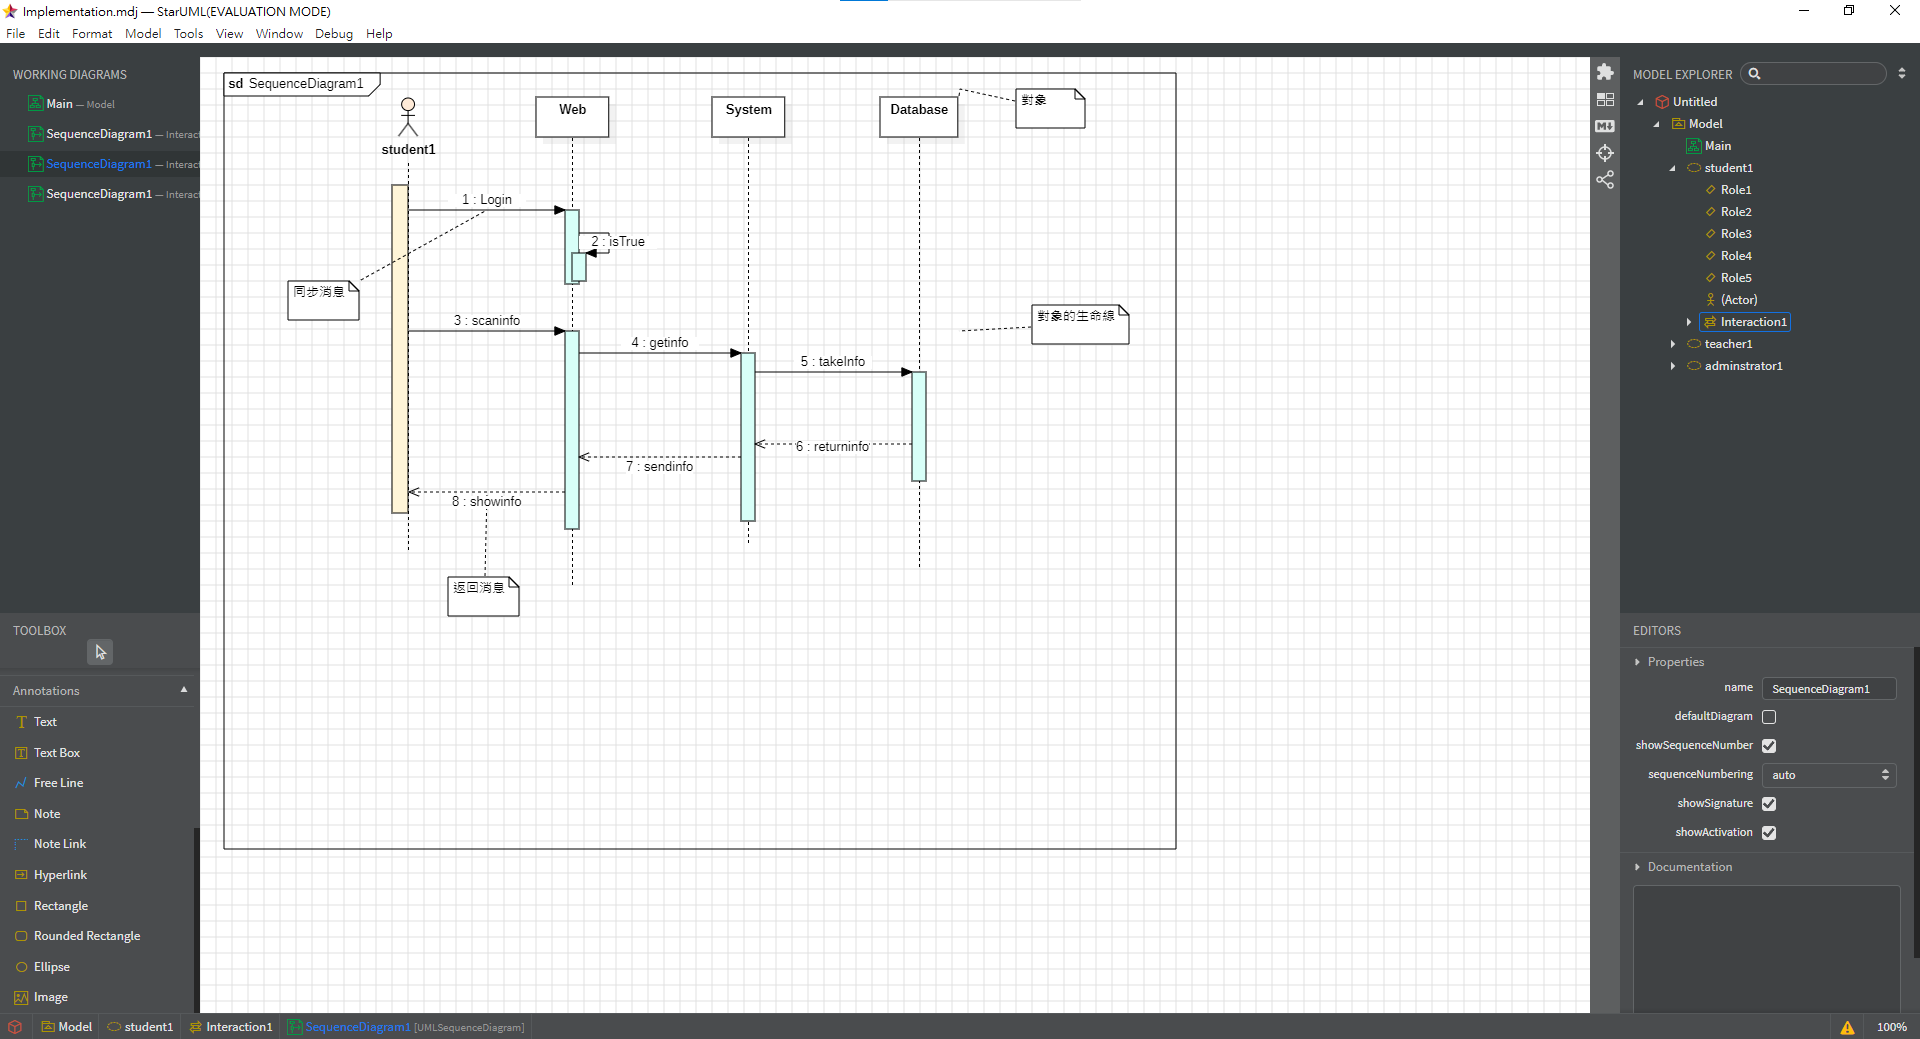 Implementation.mdj — StarUML(EVALUATION MODE)
File Edit Format Model Tools View Window Debug Help
WORKING DIAGRAMS
Main — Model
SequenceDiagram1 — Interact
SequenceDiagram1 — Interact
SequenceDiagram1 — Interact
TOOLBOX
Annotations
Text
Text Box
Free Line
Note
Note Link
Hyperlink
Rectangle
Rounded Rectangle
Ellipse
Image
sd SequenceDiagram1
student1
Web
System
Database
對象
1 : Login
2 : isTrue
同步消息
3 : scaninfo
對象的生命線
4 : getinfo
5 : takeInfo
6 : returninfo
7 : sendinfo
8 : showinfo
返回消息
MODEL EXPLORER
Untitled
Model
Main
student1
Role1
Role2
Role3
Role4
Role5
(Actor)
Interaction1
teacher1
adminstrator1
EDITORS
Properties
name SequenceDiagram1
defaultDiagram
showSequenceNumber
sequenceNumbering auto
showSignature
showActivation
Documentation
Model student1 Interaction1 SequenceDiagram1 [UMLSequenceDiagram]
100%